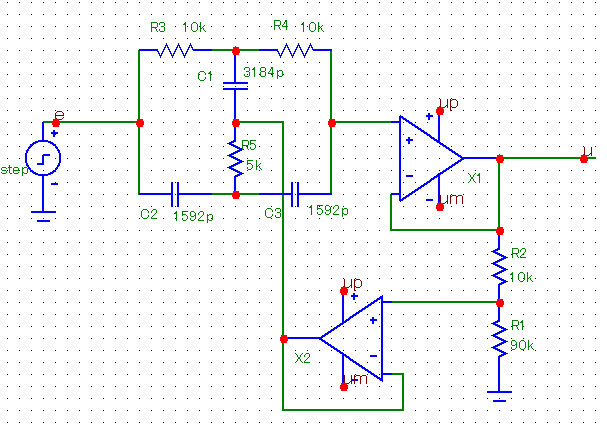 R3 10k
R4 10k
C1
3184p
up
e
+
R5
5k
+
+
step
-
-
X1
u
-
um
C2
1592p
C3
1592p
R2
10k
up
+
+
R1
90k
X2
-
-
um